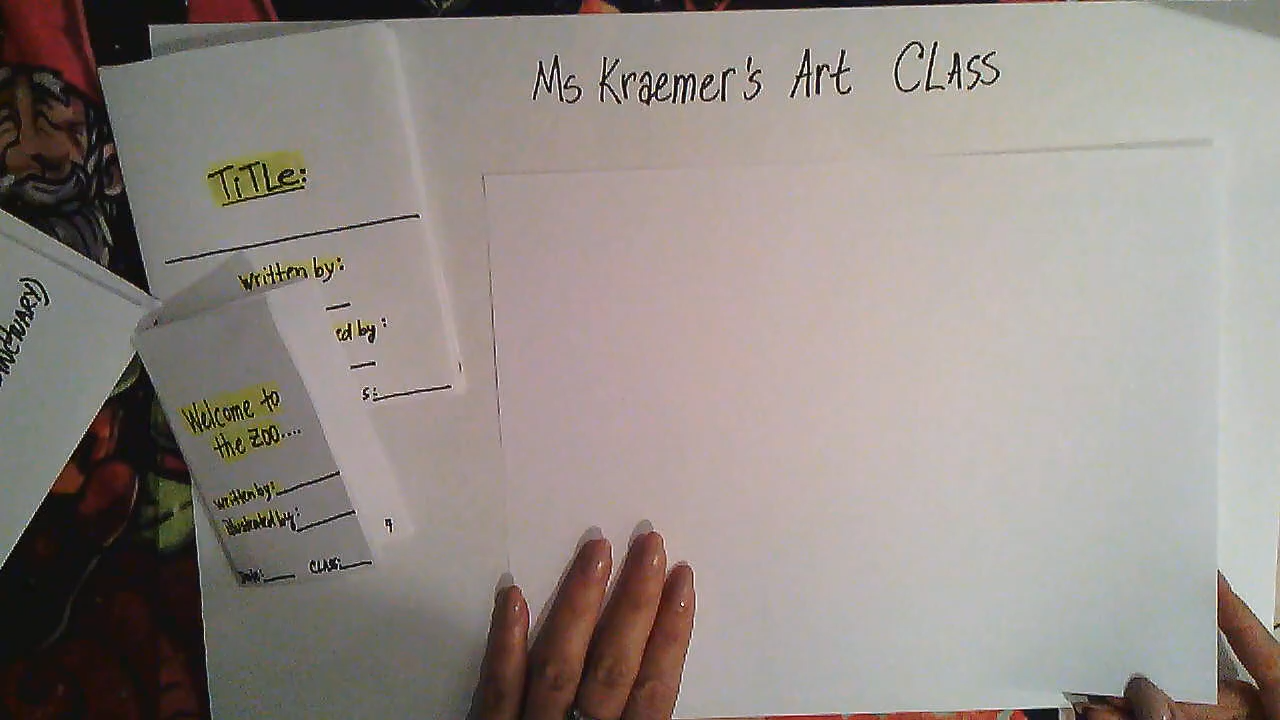 Ms Kraemer's Art CLASS
TiTLe:
written by:
ed by:
s:
Welcome to
the Zoo....
written by:
illustrated by:
CLASS: